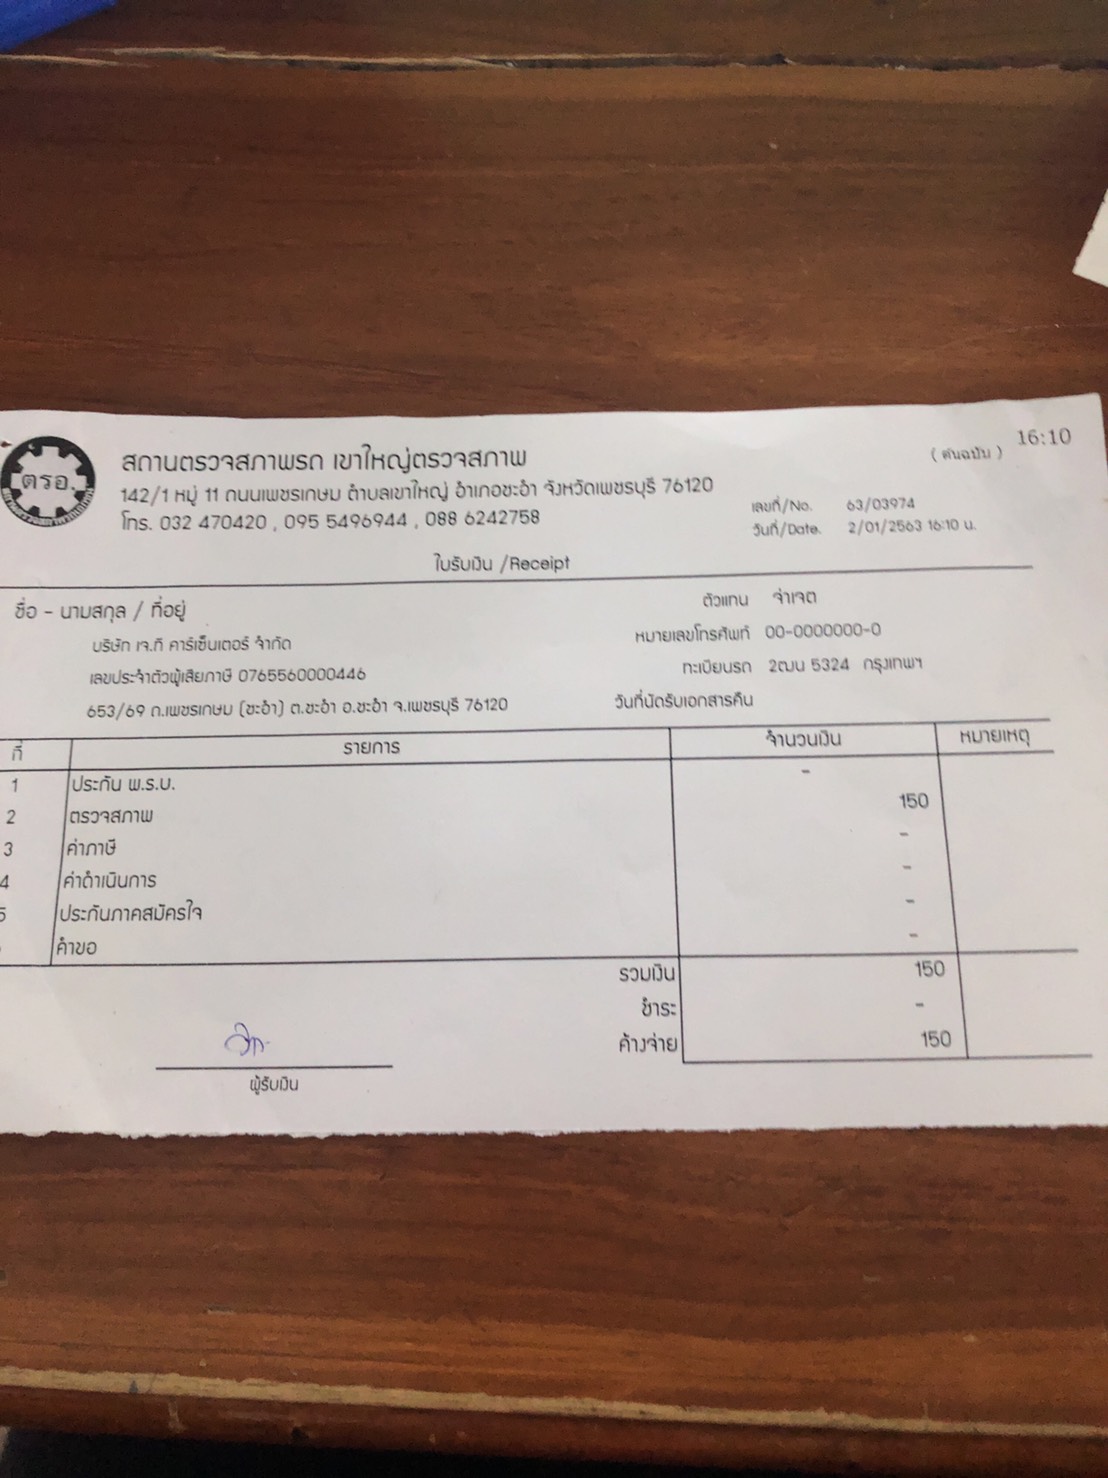 16:10
ตรอ.
สถานตรวจสภาพรถ เขาใหญ่ตรวจสภาพ
( ต้นฉบับ )
142/1 หมู่ 11 ถนนเพชรเกษม ตำบลเขาใหญ่ อำเภอชะอำ จังหวัดเพชรบุรี 76120
โทร. 032 470420 , 095 5496944 , 088 6242758
เลขที่/No. 63/03974
วันที่/Date. 2/01/2563 16:10 น.
ใบรับเงิน /Receipt
ชื่อ - นามสกุล / ที่อยู่
ตัวแทน จ่าเจต
บริษัท เจ.ที คาร์เซ็นเตอร์ จำกัด
หมายเลขโทรศัพท์ 00-0000000-0
เลขประจำตัวผู้เสียภาษี 0765560000446
ทะเบียนรถ 2ฒน 5324 กรุงเทพฯ
653/69 ถ.เพชรเกษม (ชะอำ) ต.ชะอำ อ.ชะอำ จ.เพชรบุรี 76120
วันที่นัดรับเอกสารคืน
ที่ รายการ จำนวนเงิน หมายเหตุ
1 ประกัน พ.ร.บ. -
2 ตรวจสภาพ 150
3 ค่าภาษี -
4 ค่าดำเนินการ -
5 ประกันภาคสมัครใจ -
คำขอ -
รวมเงิน 150
ชำระ -
ค้างจ่าย 150
ผู้รับเงิน